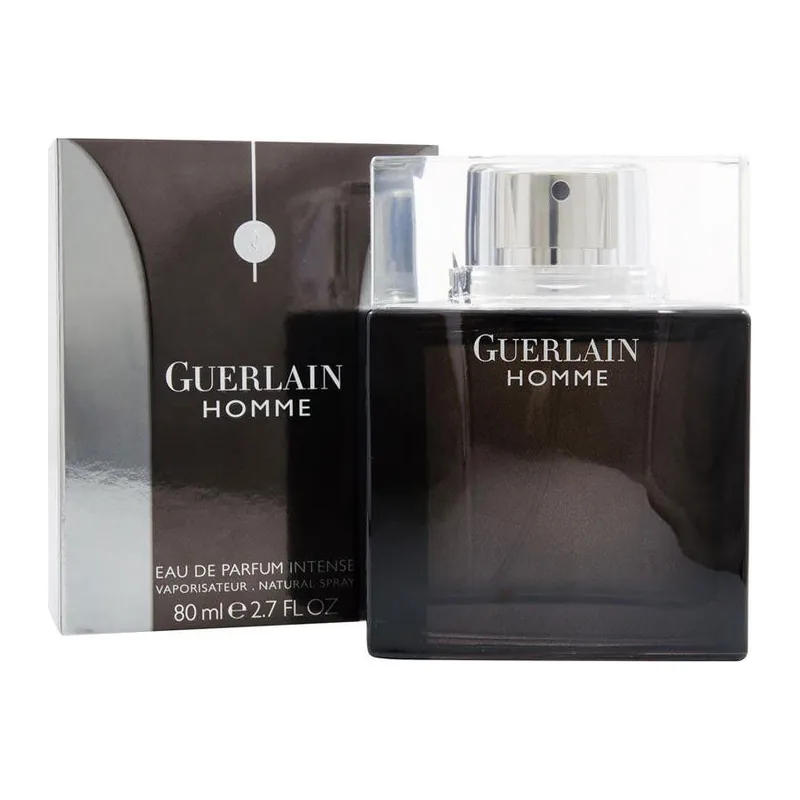 GUERLAIN
HOMME
EAU DE PARFUM INTENSE
VAPORISATEUR . NATURAL SPRAY
80 ml e 2.7 FL OZ
GUERLAIN
HOMME